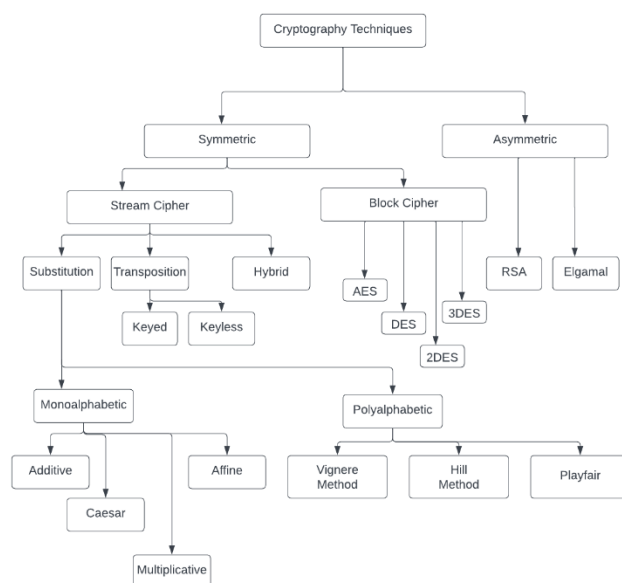 Cryptography Techniques
Symmetric
Asymmetric
Stream Cipher
Block Cipher
Substitution
Transposition
Hybrid
RSA
Elgamal
AES
3DES
DES
Keyed
Keyless
2DES
Monoalphabetic
Polyalphabetic
Additive
Affine
Vignere
Method
Hill
Method
Playfair
Caesar
Multiplicative